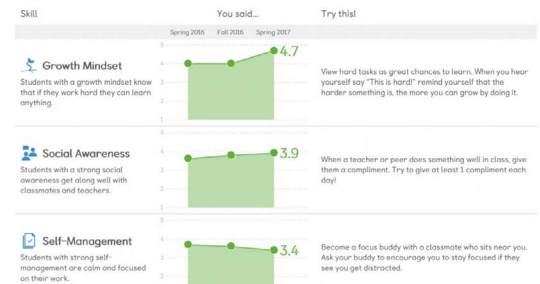 Skill
You said...
Try this!
Spring 2016
Fall 2016
Spring 2017
5
4
3
2
1
4.7
Growth Mindset
Students with a growth mindset know
that if they work hard they can learn
anything.
View hard tasks as great chances to learn. When you hear
yourself say "This is hard!" remind yourself that the
harder something is, the more you can grow by doing it.
5
4
3
2
1
3.9
Social Awareness
Students with a strong social
awareness get along well with
classmates and teachers.
When a teacher or peer does something well in class, give
them a compliment. Try to give at least 1 compliment each
day!
5
4
3
2
3.4
Self-Management
Students with strong self-
management are calm and focused
on their work.
Become a focus buddy with a classmate who sits near you.
Ask your buddy to encourage you to stay focused if they
see you get distracted.